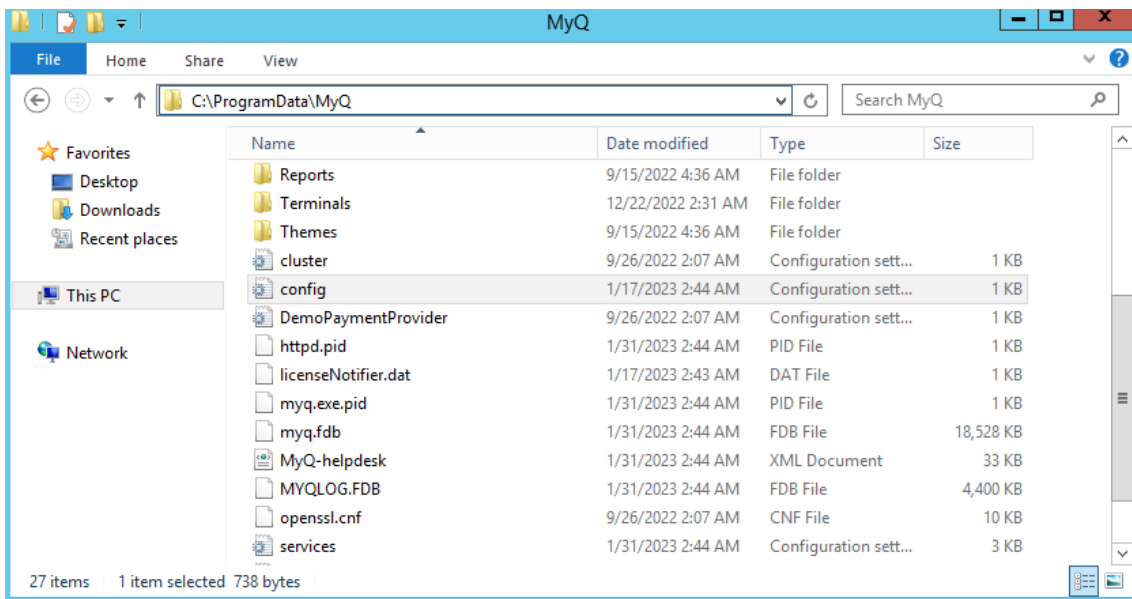 MyQ
File Home Share View
C:\ProgramData\MyQ Search MyQ
Name Date modified Type Size
Favorites
Desktop
Downloads
Recent places
This PC
Network
Reports 9/15/2022 4:36 AM File folder
Terminals 12/22/2022 2:31 AM File folder
Themes 9/15/2022 4:36 AM File folder
cluster 9/26/2022 2:07 AM Configuration sett... 1 KB
config 1/17/2023 2:44 AM Configuration sett... 1 KB
DemoPaymentProvider 9/26/2022 2:07 AM Configuration sett... 1 KB
httpd.pid 1/31/2023 2:44 AM PID File 1 KB
licenseNotifier.dat 1/17/2023 2:43 AM DAT File 1 KB
myq.exe.pid 1/31/2023 2:44 AM PID File 1 KB
myq.fdb 1/31/2023 2:44 AM FDB File 18,528 KB
MyQ-helpdesk 1/31/2023 2:44 AM XML Document 33 KB
MYQLOG.FDB 1/31/2023 2:44 AM FDB File 4,400 KB
openssl.cnf 9/26/2022 2:07 AM CNF File 10 KB
services 1/31/2023 2:44 AM Configuration sett... 3 KB
27 items 1 item selected 738 bytes